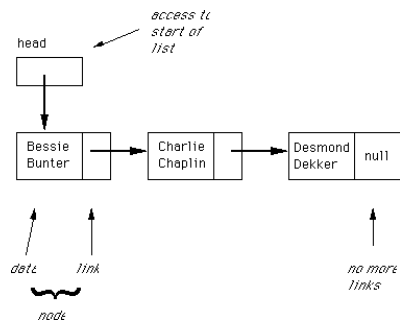 access to
start of
list
head
Bessie
Bunter
Charlie
Chaplin
Desmond
Dekker
null
data
link
no more
links
node